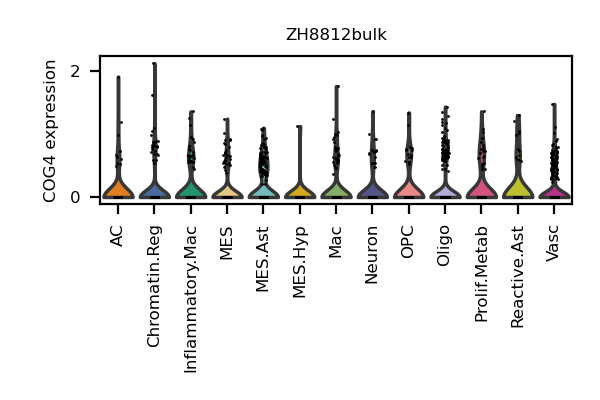 ZH8812bulk
COG4 expression
2
0
AC
Chromatin.Reg
Inflammatory.Mac
MES
MES.Ast
MES.Hyp
Mac
Neuron
OPC
Oligo
Prolif.Metab
Reactive.Ast
Vasc